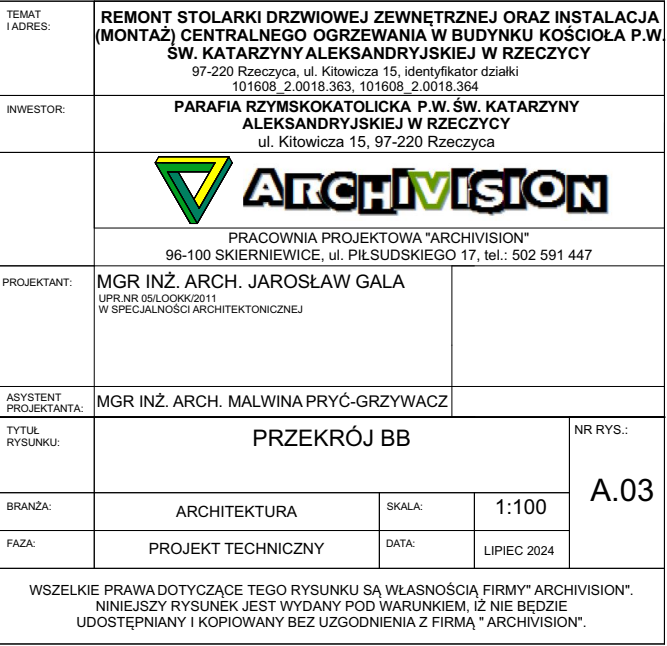 TEMAT
I ADRES:
REMONT STOLARKI DRZWIOWEJ ZEWNĘTRZNEJ ORAZ INSTALACJA
(MONTAŻ) CENTRALNEGO OGRZEWANIA W BUDYNKU KOŚCIOŁA P.W.
ŚW. KATARZYNY ALEKSANDRYJSKIEJ W RZECZYCY
97-220 Rzeczyca, ul. Kitowicza 15, identyfikator działki
101608_2.0018.363, 101608_2.0018.364
INWESTOR:
PARAFIA RZYMSKOKATOLICKA P.W. ŚW. KATARZYNY
ALEKSANDRYJSKIEJ W RZECZYCY
ul. Kitowicza 15, 97-220 Rzeczyca
ARCHIVISION
PRACOWNIA PROJEKTOWA "ARCHIVISION"
96-100 SKIERNIEWICE, ul. PIŁSUDSKIEGO 17, tel.: 502 591 447
PROJEKTANT:
MGR INŻ. ARCH. JAROSŁAW GALA
UPR.NR 05/LOOKK/2011
W SPECJALNOŚCI ARCHITEKTONICZNEJ
ASYSTENT
PROJEKTANTA:
MGR INŻ. ARCH. MALWINA PRYĆ-GRZYWACZ
TYTUŁ
RYSUNKU:
PRZEKRÓJ BB
NR RYS.:
A.03
BRANŻA:
ARCHITEKTURA
SKALA:
1:100
FAZA:
PROJEKT TECHNICZNY
DATA:
LIPIEC 2024
WSZELKIE PRAWA DOTYCZĄCE TEGO RYSUNKU SĄ WŁASNOŚCIĄ FIRMY" ARCHIVISION".
NINIEJSZY RYSUNEK JEST WYDANY POD WARUNKIEM, IŻ NIE BĘDZIE
UDOSTĘPNIANY I KOPIOWANY BEZ UZGODNIENIA Z FIRMĄ " ARCHIVISION".